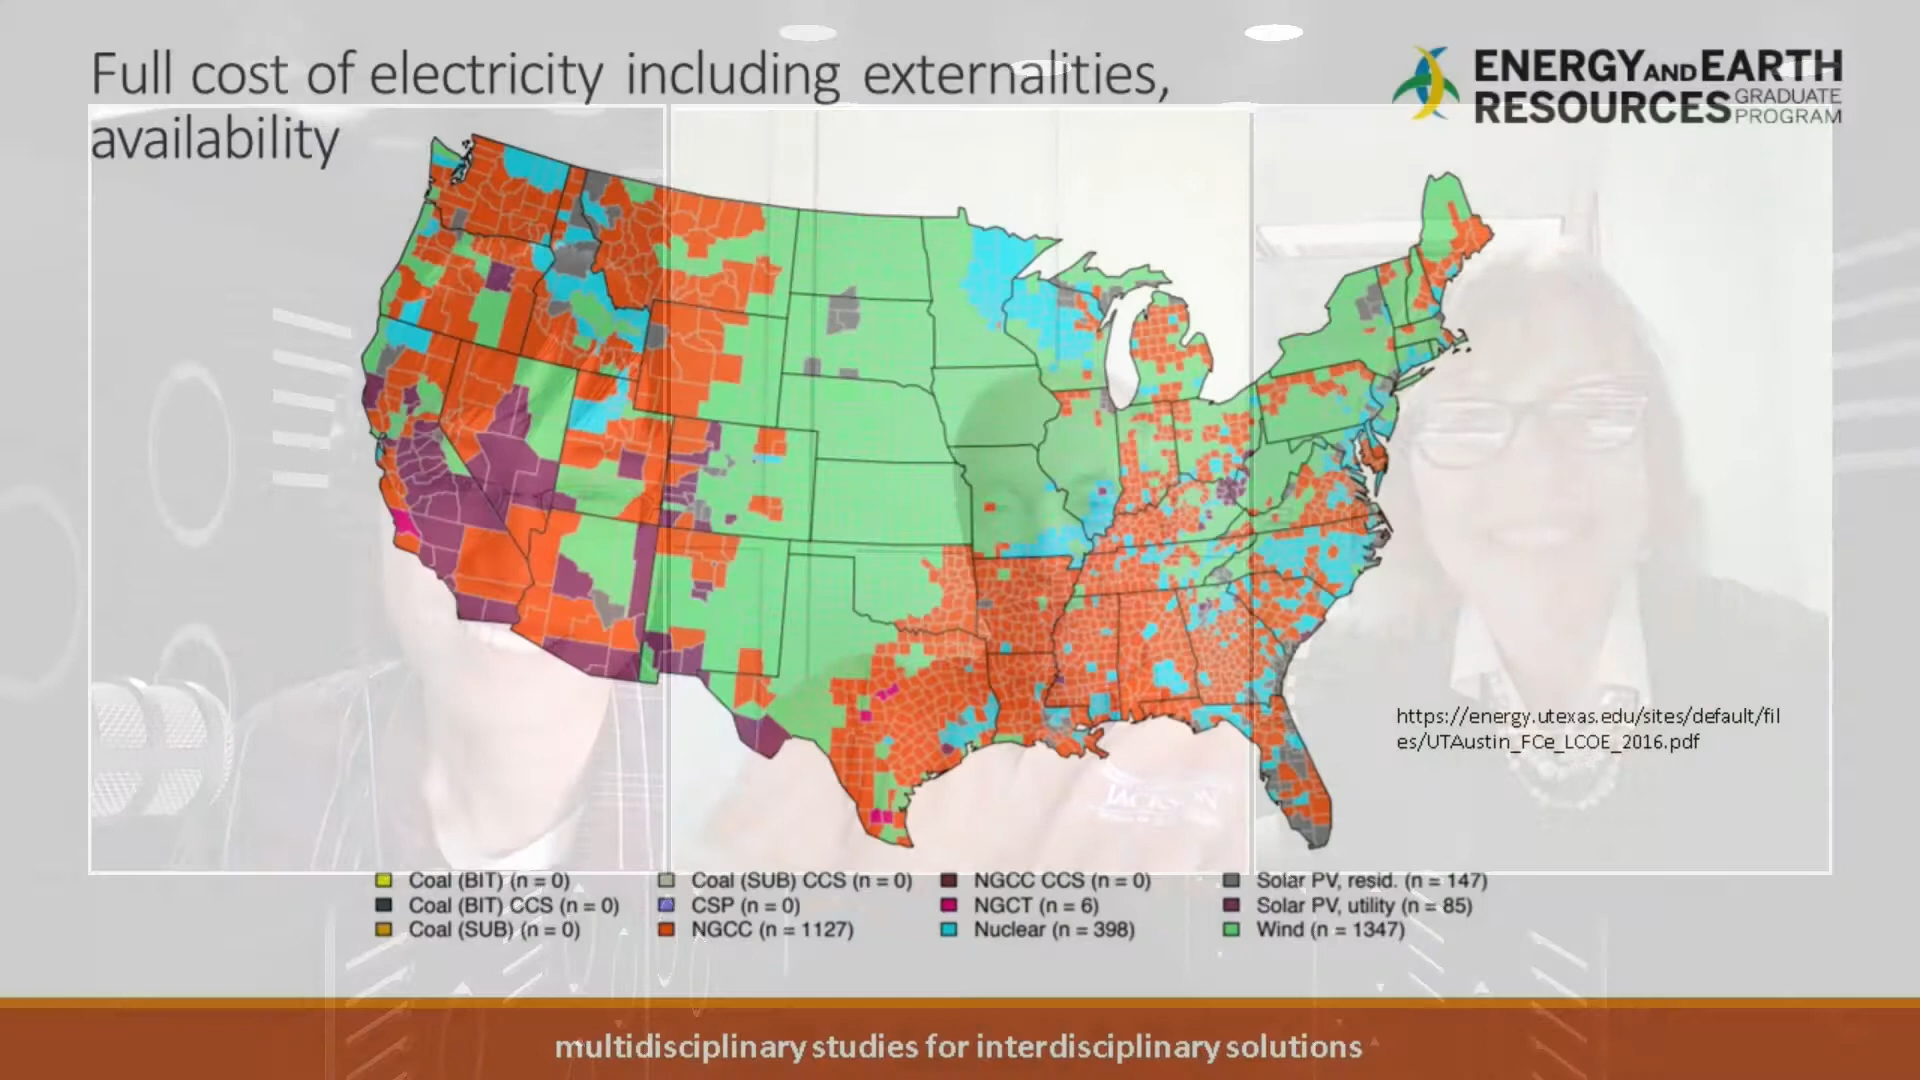 Full cost of electricity including externalities,
availability
ENERGY AND EARTH
RESOURCES GRADUATE
PROGRAM
https://energy.utexas.edu/sites/default/fil
es/UTAustin_FCe_LCOE_2016.pdf
JACKSON
Coal (BIT) (n = 0)
Coal (BIT) CCS (n = 0)
Coal (SUB) (n = 0)
Coal (SUB) CCS (n = 0)
CSP (n = 0)
NGCC (n = 1127)
NGCC CCS (n = 0)
NGCT (n = 6)
Nuclear (n = 398)
Solar PV, resid. (n = 147)
Solar PV, utility (n = 85)
Wind (n = 1347)
multidisciplinary studies for interdisciplinary solutions